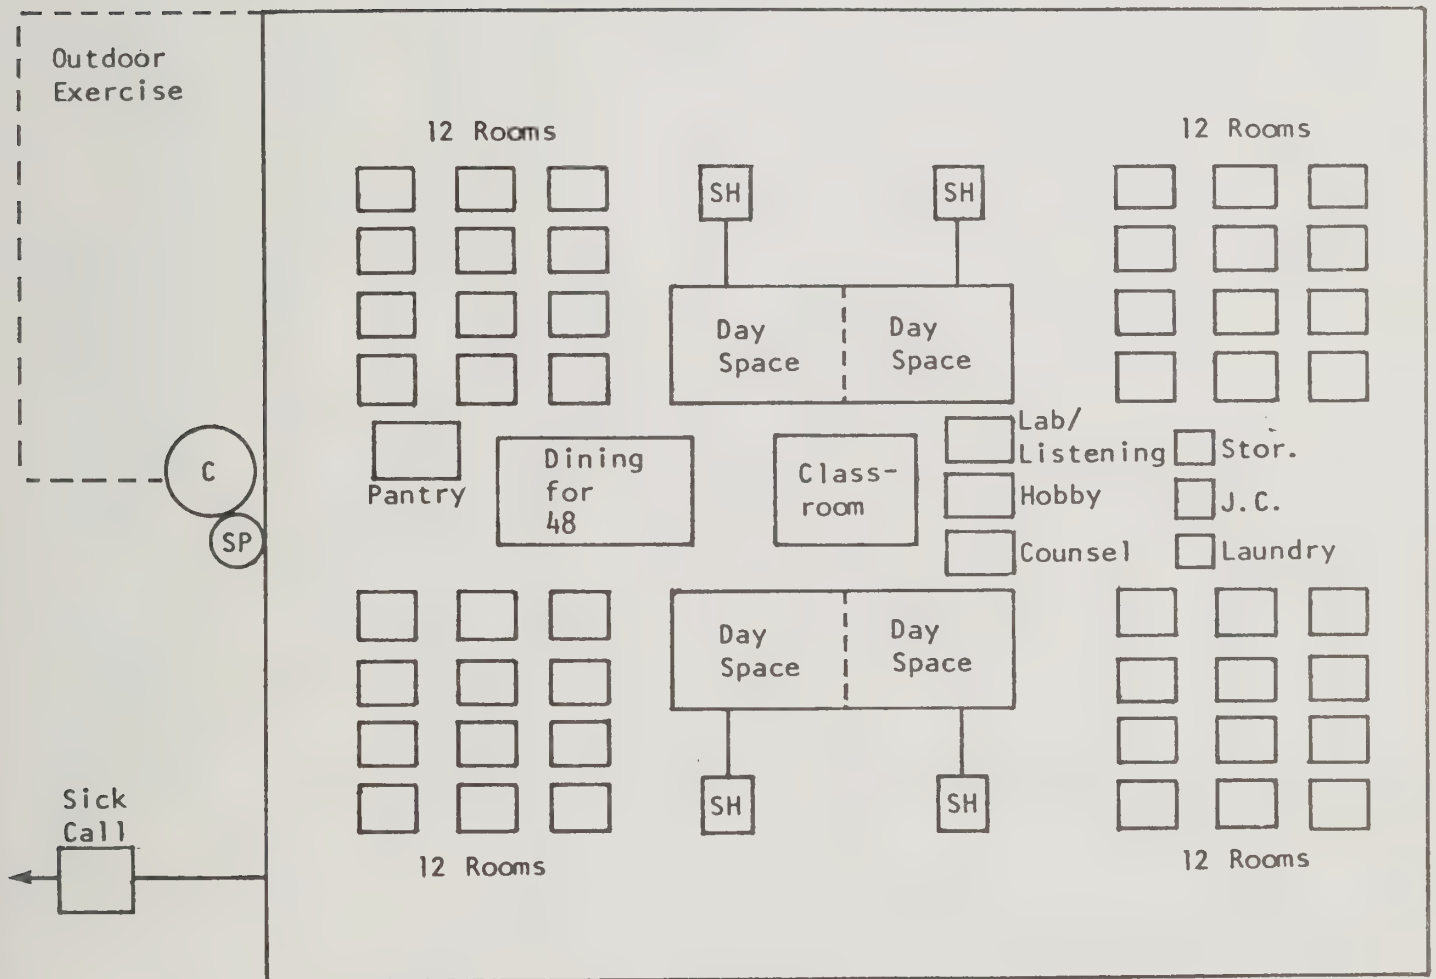 Outdoor
Exercise
12 Rooms
12 Rooms
SH
SH
Day
Space
Day
Space
Pantry
Dining
for
48
Class-
room
Lab/
Listening
Hobby
Counsel
Stor.
J.C.
Laundry
C
SP
Day
Space
Day
Space
SH
SH
Sick
Call
12 Rooms
12 Rooms